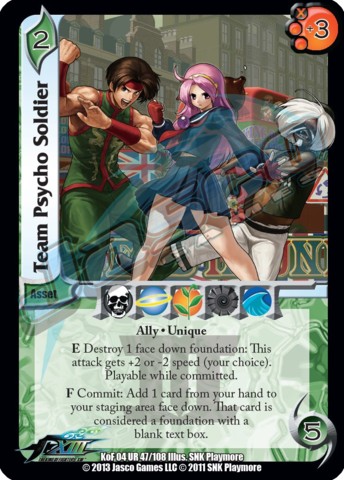 2
X
+3
Team Psycho Soldier
Asset
Ally • Unique
E Destroy 1 face down foundation: This
attack gets +2 or -2 speed (your choice).
Playable while committed.
F Commit: Add 1 card from your hand to
your staging area face down. That card
is considered a foundation with a
blank text box.
5
XIII
KoF.04 UR 47/108 Illus. SNK Playmore
© 2013 Jasco Games LLC © 2011 SNK Playmore